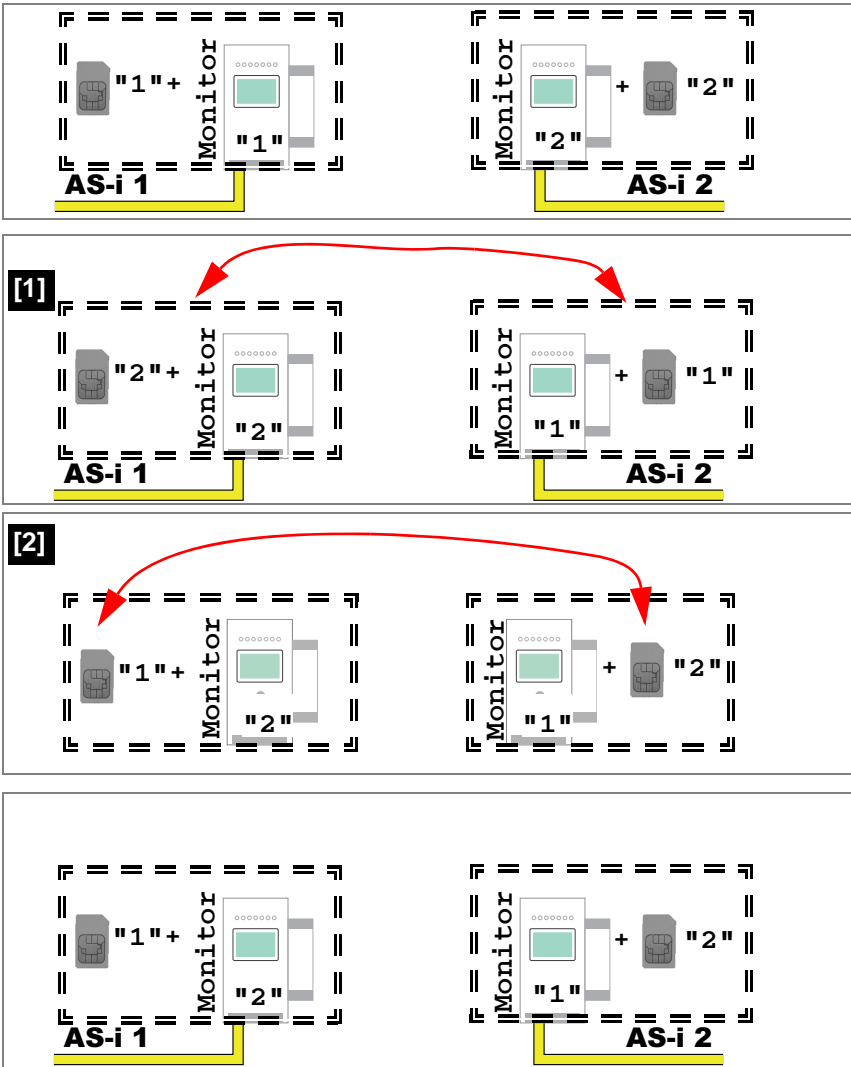 "1"+ Monitor "1"
Monitor "2" + "2"
AS-i 1
AS-i 2
[1]
"2"+ Monitor "2"
Monitor "1" + "1"
AS-i 1
AS-i 2
[2]
"1"+ Monitor "2"
Monitor "1" + "2"
"1"+ Monitor "2"
Monitor "1" + "2"
AS-i 1
AS-i 2